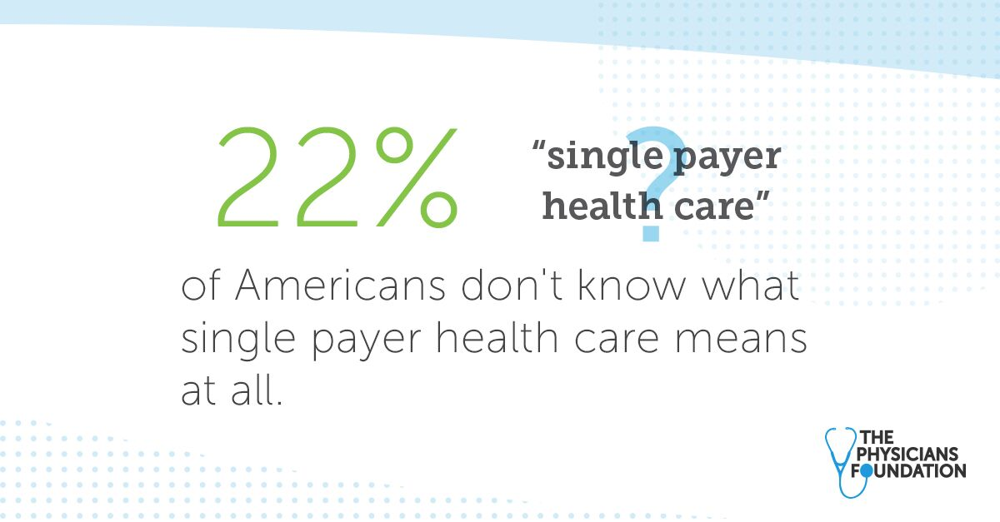 22%
?
“single payer
health care”
of Americans don't know what
single payer health care means
at all.
THE
PHYSICIANS
FOUNDATION